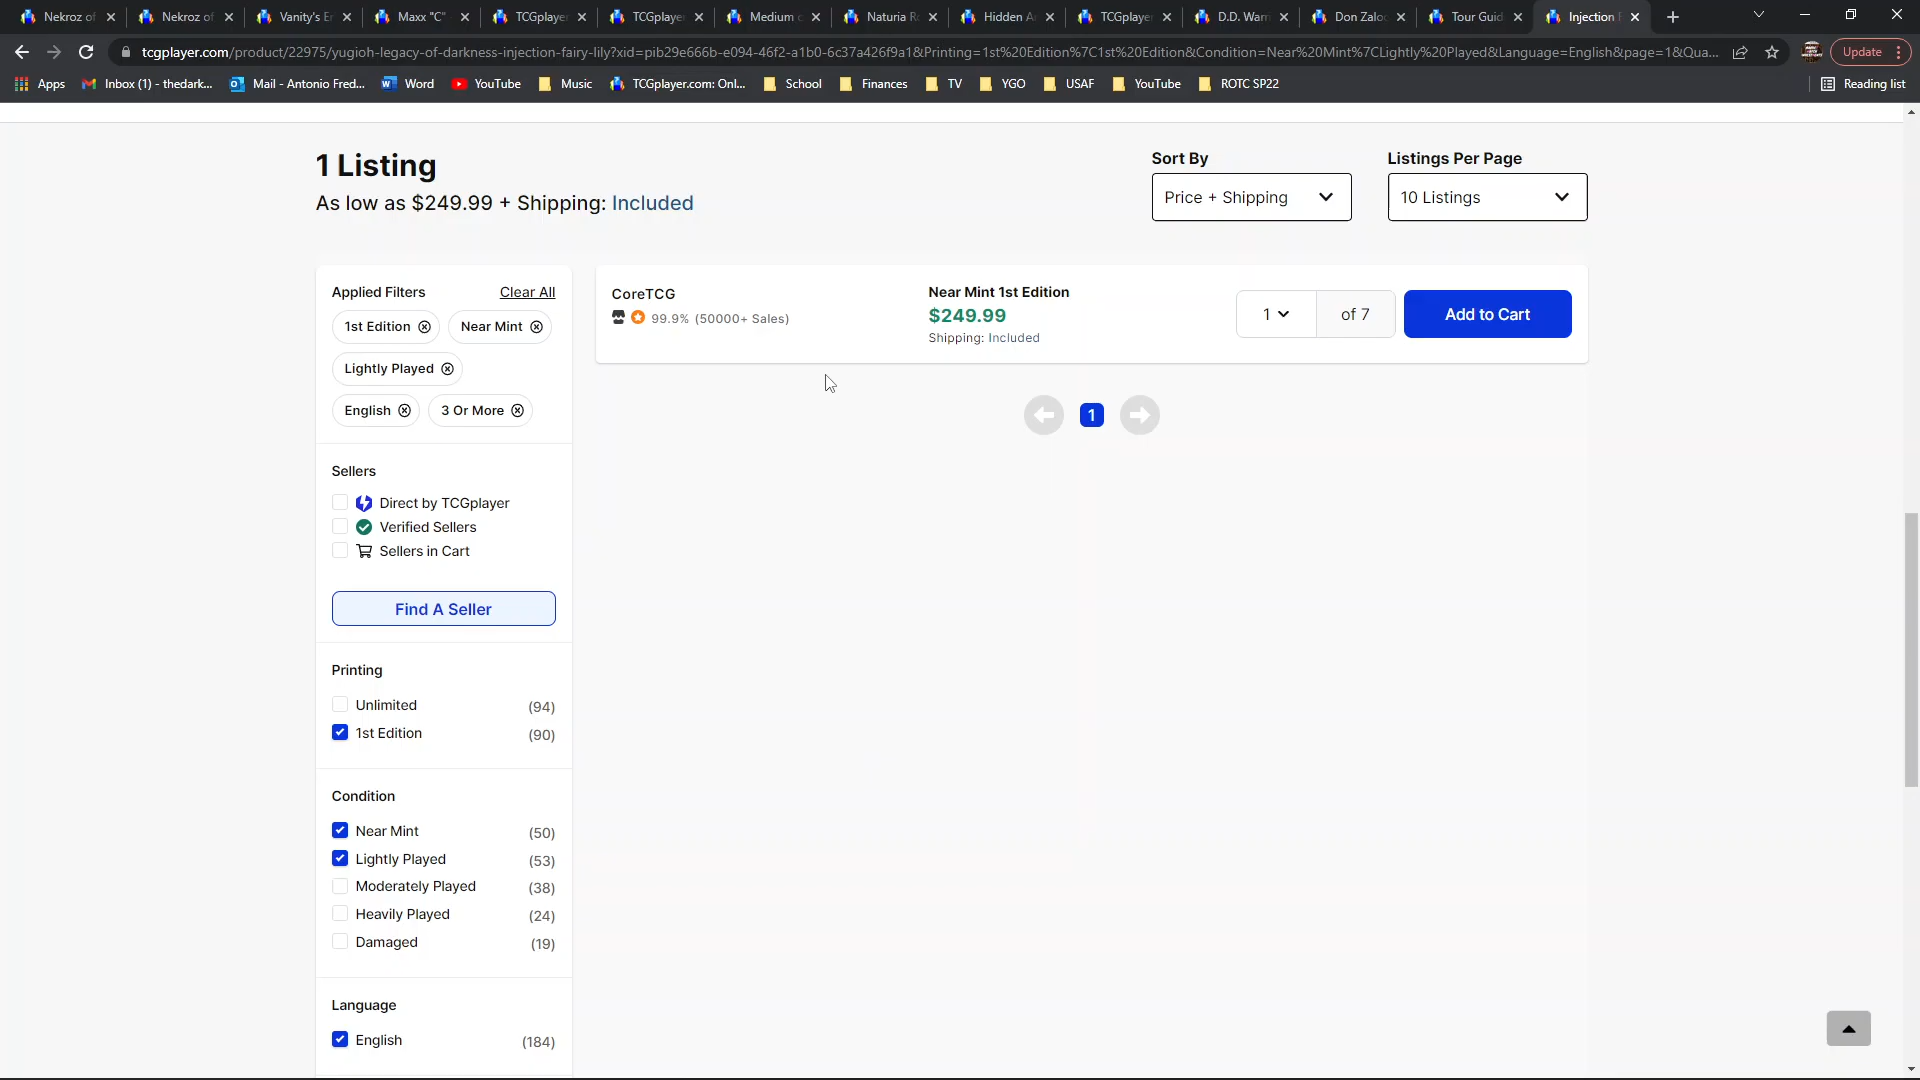 Nekroz of
Nekroz of
Vanity's Er
Maxx "C"
TCGplayer
TCGplayer
Medium c
Naturia Ro
Hidden Ar
TCGplayer
D.D. Warri
Don Zaloo
Tour Guid
Injection F
tcgplayer.com/product/22975/yugioh-legacy-of-darkness-injection-fairy-lily?xid=pib29e666b-e094-46f2-a1b0-6c37a426f9a1&Printing=1st%20Edition%7C1st%20Edition&Condition=Near%20Mint%7CLightly%20Played&Language=English&page=1&Qua...
Update
Apps
Inbox (1) - thedark...
Mail - Antonio Fred...
Word
YouTube
Music
TCGplayer.com: Onl...
School
Finances
TV
YGO
USAF
YouTube
ROTC SP22
Reading list
1 Listing
As low as $249.99 + Shipping: Included
Sort By
Price + Shipping
Listings Per Page
10 Listings
Applied Filters
Clear All
1st Edition
Near Mint
Lightly Played
English
3 Or More
Sellers
Direct by TCGplayer
Verified Sellers
Sellers in Cart
Find A Seller
Printing
Unlimited (94)
1st Edition (90)
Condition
Near Mint (50)
Lightly Played (53)
Moderately Played (38)
Heavily Played (24)
Damaged (19)
Language
English (184)
CoreTCG
99.9% (50000+ Sales)
Near Mint 1st Edition
$249.99
Shipping: Included
1
of 7
Add to Cart
1